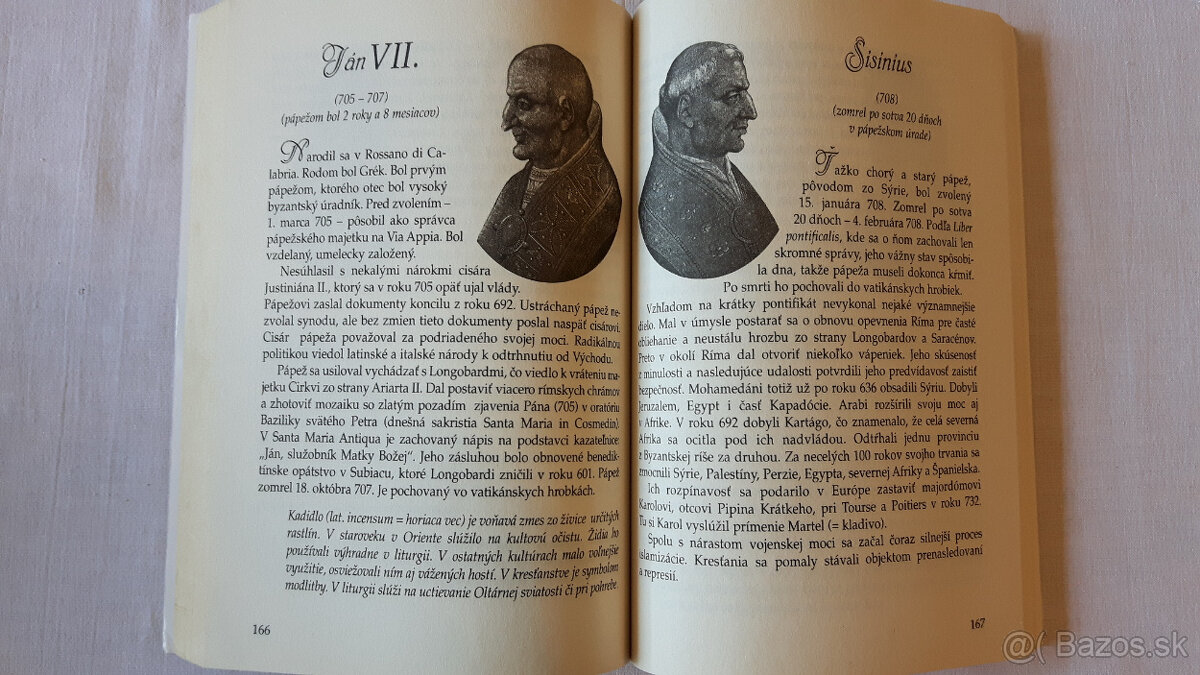 Ján VII.
(705 – 707)
(pápežom bol 2 roky a 8 mesiacov)
Narodil sa v Rossano di Ca-
labria. Rodom bol Grék. Bol prvým
pápežom, ktorého otec bol vysoký
byzantský úradník. Pred zvolením –
1. marca 705 – pôsobil ako správca
pápežského majetku na Via Appia. Bol
vzdelaný, umelecky založený.
Nesúhlasil s nekalými nárokmi cisára
Justiniána II., ktorý sa v roku 705 opäť ujal vlády.
Pápežovi zaslal dokumenty koncilu z roku 692. Ustráchaný pápež ne-
zvolal synodu, ale bez zmien tieto dokumenty poslal naspäť cisárovi.
Cisár pápeža považoval za podriadeného svojej moci. Radikálnou
politikou viedol latinské a italské národy k odtrhnutiu od Východu.
Pápež sa usiloval vychádzať s Longobardmi, čo viedlo k vráteniu ma-
jetku Cirkvi zo strany Ariarta II. Dal postaviť viacero rímskych chrámov
a zhotoviť mozaiku so zlatým pozadím zjavenia Pána (705) v oratóriu
Baziliky svätého Petra (dnešná sakristia Santa Maria in Cosmedin).
V Santa Maria Antiqua je zachovaný nápis na podstavci kazateľnice:
„Ján, služobník Matky Božej". Jeho zásluhou bolo obnovené benedik-
tínske opátstvo v Subiacu, ktoré Longobardi zničili v roku 601. Pápež
zomrel 18. októbra 707. Je pochovaný vo vatikánskych hrobkách.
Kadidlo (lat. incensum = horiaca vec) je voňavá zmes zo živice určitých
rastlín. V staroveku v Oriente slúžilo na kultovú očistu. Židia ho
používali výhradne v liturgii. V ostatných kultúrach malo voľnejšie
využitie, osviežovali ním aj vážených hostí. V kresťanstve je symbolom
modlitby. V liturgii slúži na uctievanie Oltárnej sviatosti či pri pohrebe.
166
Sisinius
(708)
(zomrel po sotva 20 dňoch
v pápežskom úrade)
Ťažko chorý a starý pápež,
pôvodom zo Sýrie, bol zvolený
15. januára 708. Zomrel po sotva
20 dňoch – 4. februára 708. Podľa Liber
pontificalis, kde sa o ňom zachovali len
skromné správy, jeho vážny stav spôsobi-
la dna, takže pápeža museli dokonca kŕmiť.
Po smrti ho pochovali do vatikánskych hrobiek.
Vzhľadom na krátky pontifikát nevykonal nejaké významnejšie
dielo. Mal v úmysle postarať sa o obnovu opevnenia Ríma pre časté
obliehanie a neustálu hrozbu zo strany Longobardov a Saracénov.
Preto v okolí Ríma dal otvoriť niekoľko vápeniek. Jeho skúsenosť
z minulosti a nasledujúce udalosti potvrdili jeho predvídavosť zaistiť
bezpečnosť. Mohamedáni totiž už po roku 636 obsadili Sýriu. Dobyli
Jeruzalem, Egypt i časť Kapadócie. Arabi rozšírili svoju moc aj
v Afrike. V roku 692 dobyli Kartágo, čo znamenalo, že celá severná
Afrika sa ocitla pod ich nadvládou. Odtŕhali jednu provinciu
z Byzantskej ríše za druhou. Za necelých 100 rokov svojho trvania sa
zmocnili Sýrie, Palestíny, Perzie, Egypta, severnej Afriky a Španielska.
Ich rozpínavosť sa podarilo v Európe zastaviť majordómovi
Karolovi, otcovi Pipina Krátkeho, pri Tourse a Poitiers v roku 732.
Tu si Karol vyslúžil prímenie Martel (= kladivo).
Spolu s nárastom vojenskej moci sa začal čoraz silnejší proces
islamizácie. Kresťania sa pomaly stávali objektom prenasledovaní
a represií.
167
@( Bazos.sk